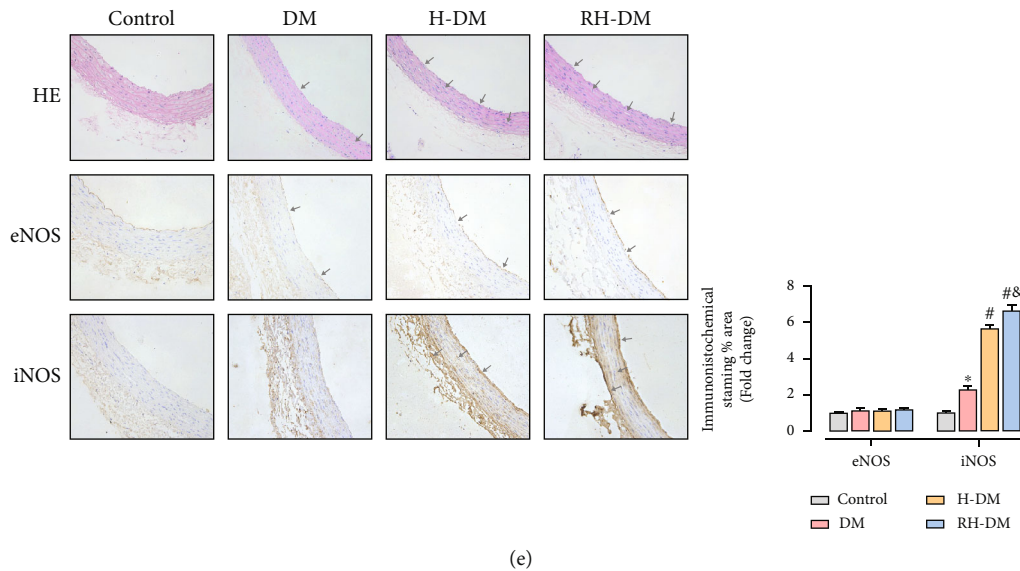 Control DM H-DM RH-DM
HE
eNOS
iNOS
Immunonistochemical
staming % area
(Fold change)
8
6
4
2
0
* # #&
eNOS iNOS
Control H-DM
DM RH-DM
(e)